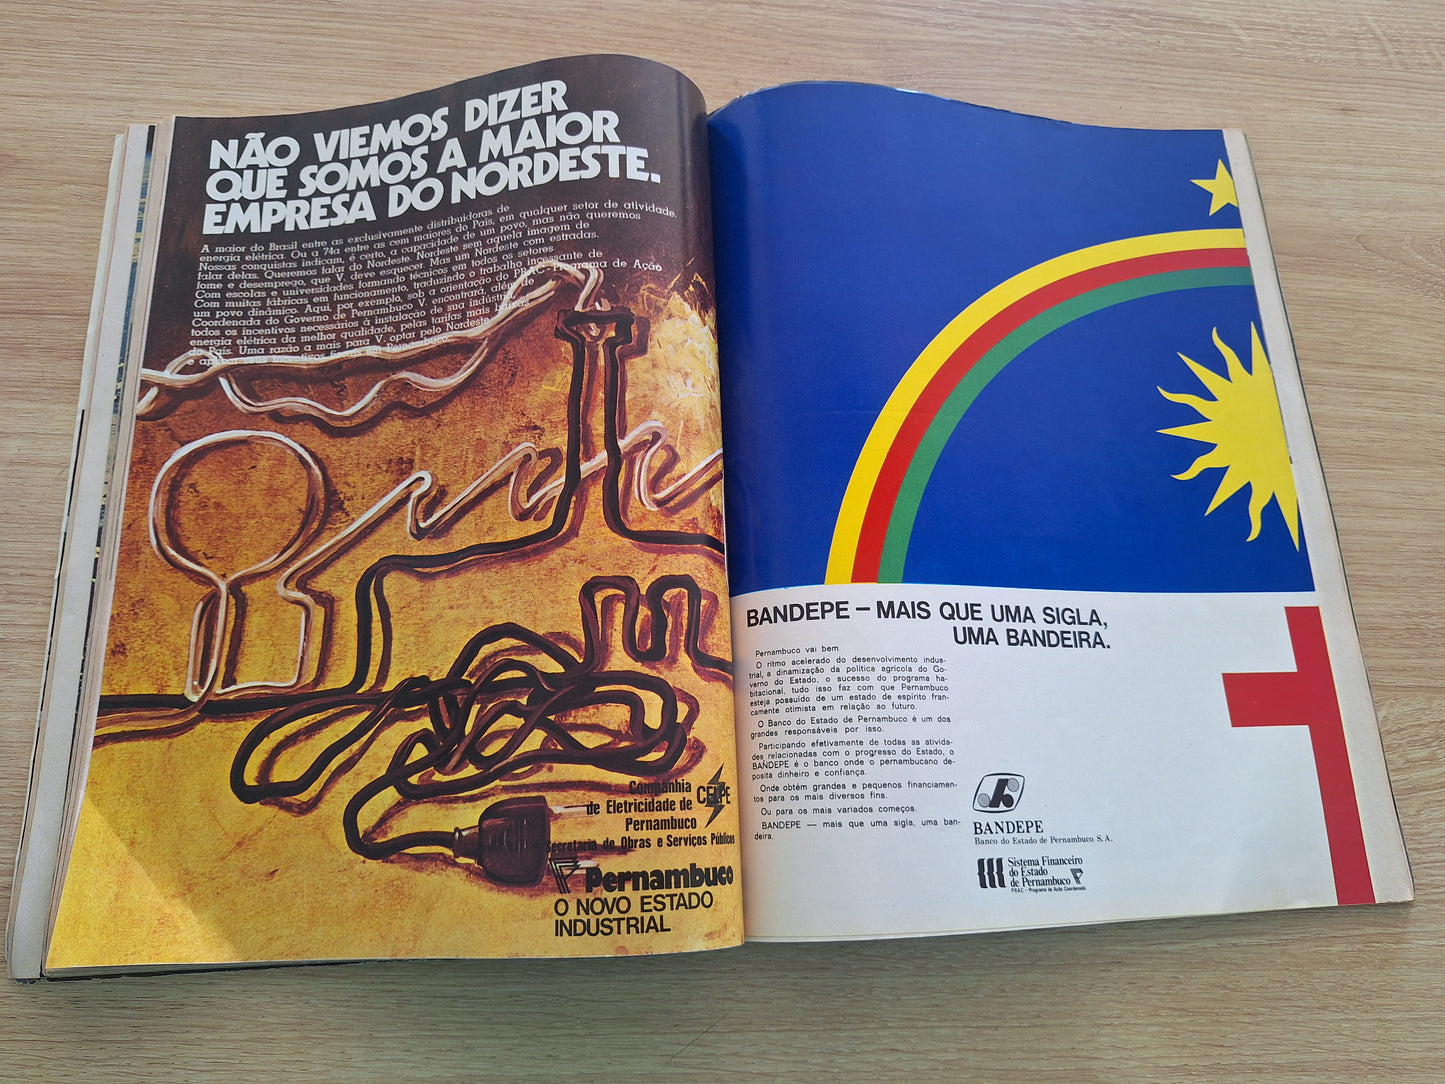 NÃO VIEMOS DIZER
QUE SOMOS A MAIOR
EMPRESA DO NORDESTE.
A maior do Brasil entre as exclusivamente distribuidoras de
energia elétrica. Ou a 74a entre as cem maiores do País, em qualquer setor de atividade.
Nossas conquistas indicam, é certo, a capacidade de um povo, mas não queremos
falar delas. Queremos falar do Nordeste. Nordeste sem aquela imagem de
fome e desemprego, que V. deve esquecer. Mas um Nordeste com estradas.
Com escolas e universidades formando técnicos em todos os setores
Com muitas fábricas em funcionamento, traduzindo o trabalho incessante de
um povo dinâmico. Aqui, por exemplo, sob a orientação do PRAC-Programa de Ação
Coordenada do Governo de Pernambuco V. encontrará, além de
todos os incentivos necessários à instalação de sua indústria,
energia elétrica da melhor qualidade, pelas tarifas mais baixas
do País. Uma razão a mais para V. optar pelo Nordeste
e aplicar seus incentivos fiscais em Pernambuco.
Companhia
de Eletricidade de
Pernambuco
CELPE
Secretaria de Obras e Serviços Públicos
Pernambuco
O NOVO ESTADO
INDUSTRIAL
BANDEPE — MAIS QUE UMA SIGLA,
UMA BANDEIRA.
Pernambuco vai bem.
O ritmo acelerado do desenvolvimento indus-
trial, a dinamização da política agrícola do Go-
verno do Estado, o sucesso do programa ha-
bitacional, tudo isso faz com que Pernambuco
esteja possuído de um estado de espírito fran-
camente otimista em relação ao futuro.
O Banco do Estado de Pernambuco é um dos
grandes responsáveis por isso.
Participando efetivamente de todas as ativida-
des relacionadas com o progresso do Estado, o
BANDEPE é o banco onde o pernambucano de-
posita dinheiro e confiança.
Onde obtém grandes e pequenos financiamen-
tos para os mais diversos fins.
Ou para os mais variados começos.
BANDEPE — mais que uma sigla, uma ban-
deira.
BANDEPE
Banco do Estado de Pernambuco S.A.
Sistema Financeiro
do Estado
de Pernambuco
PRAC - Programa de Ação Coordenada